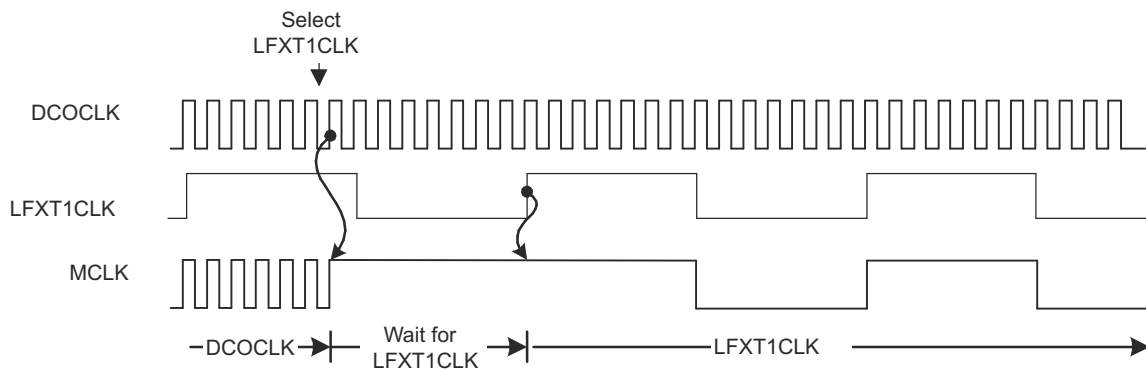 Select
LFXT1CLK
DCOCLK
LFXT1CLK
MCLK
DCOCLK
Wait for
LFXT1CLK
LFXT1CLK